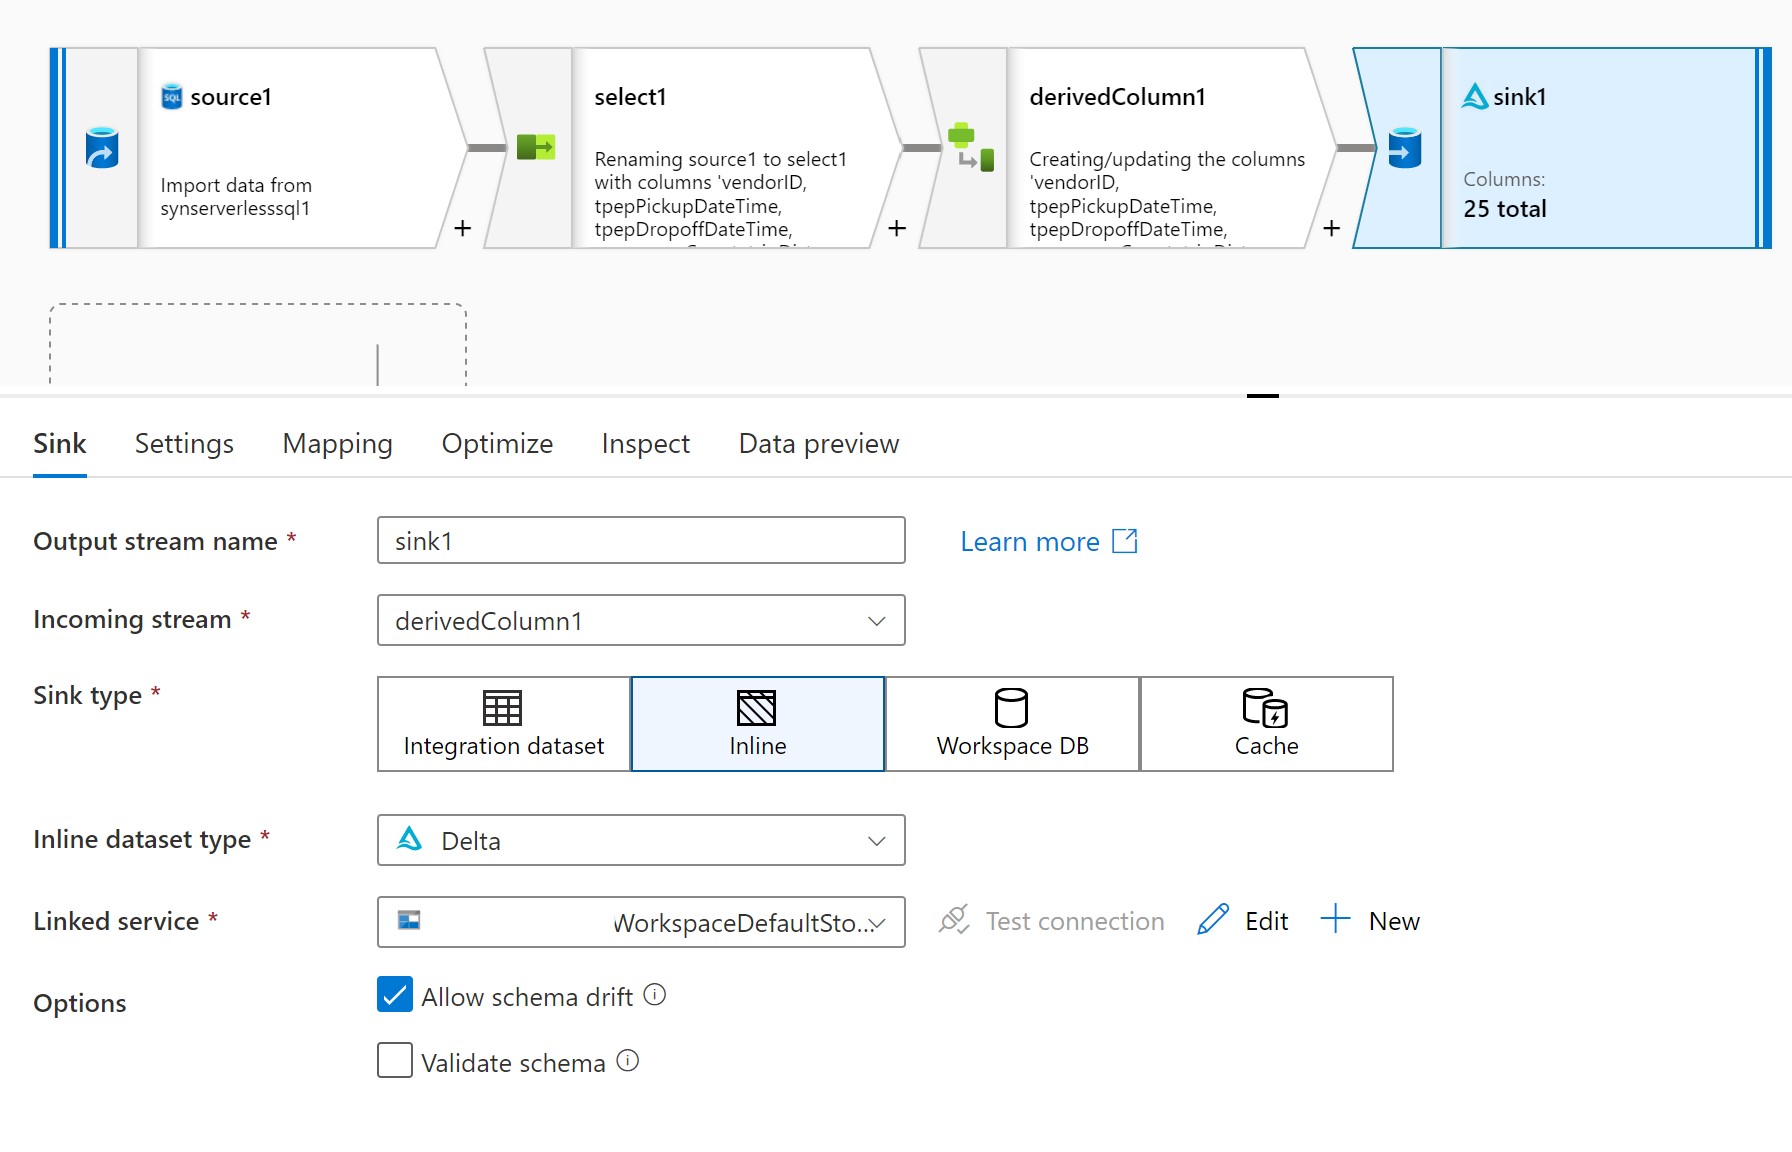 source1
Import data from
synserverlesssql1
+
select1
Renaming source1 to select1
with columns 'vendorID,
tpepPickupDateTime,
tpepDropoffDateTime,
+
derivedColumn1
Creating/updating the columns
'vendorID,
tpepPickupDateTime,
tpepDropoffDateTime,
+
sink1
Columns:
25 total
Sink Settings Mapping Optimize Inspect Data preview
Output stream name *
sink1
Learn more
Incoming stream *
derivedColumn1
Sink type *
Integration dataset
Inline
Workspace DB
Cache
Inline dataset type *
Delta
Linked service *
WorkspaceDefaultSto...
Test connection
Edit
New
Options
Allow schema drift
Validate schema